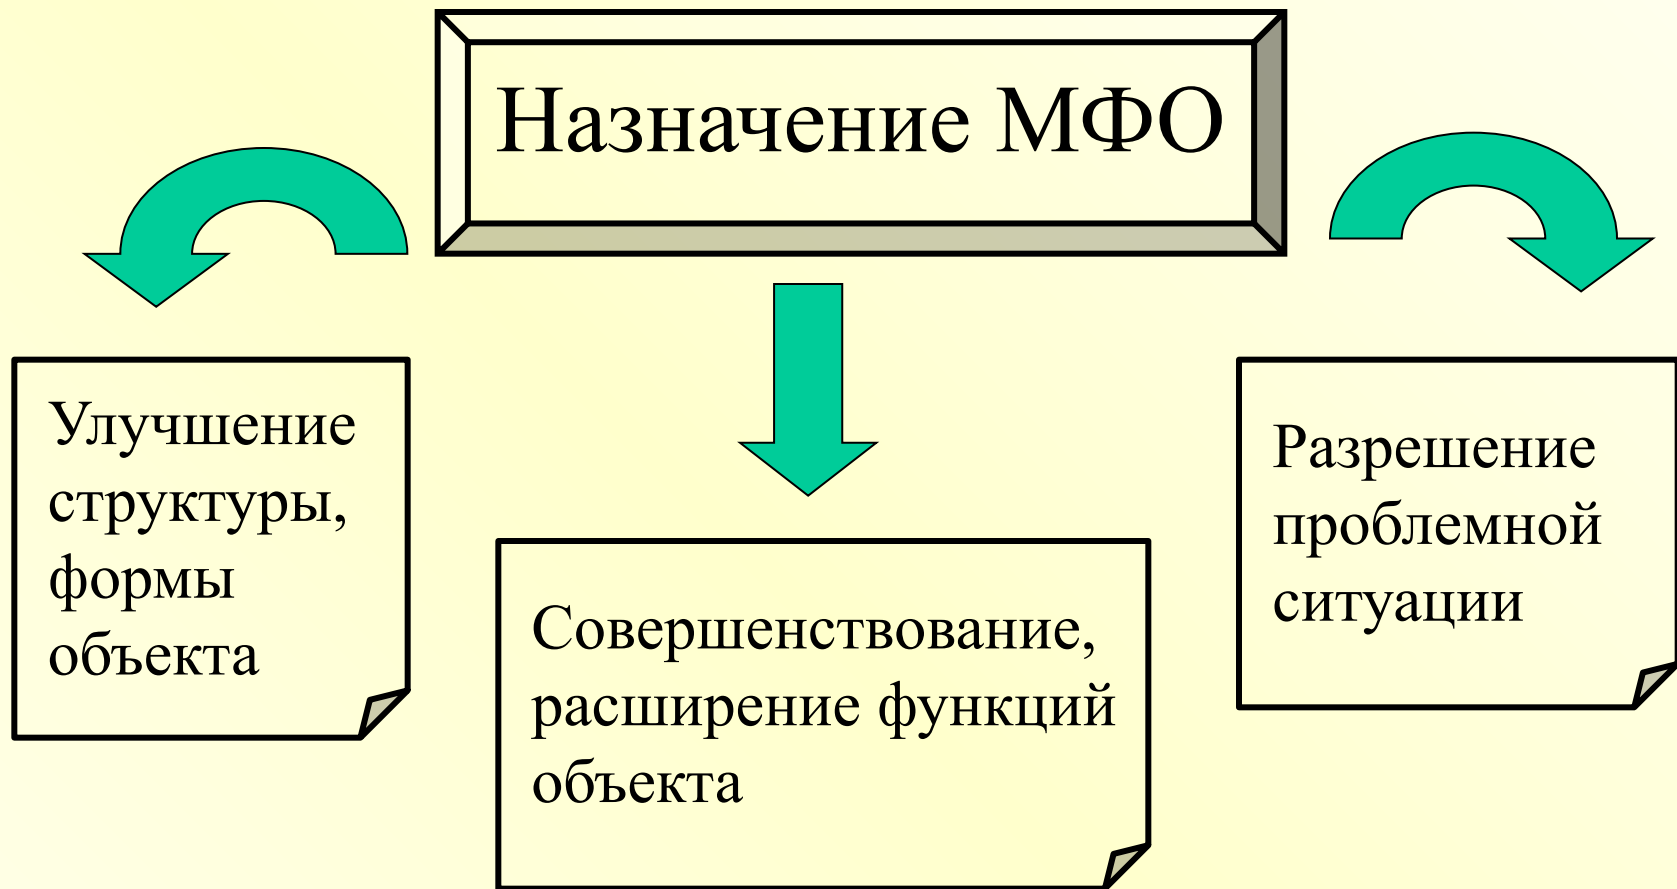 Назначение МФО
Улучшение
структуры,
формы
объекта
Совершенствование,
расширение функций
объекта
Разрешение
проблемной
ситуации